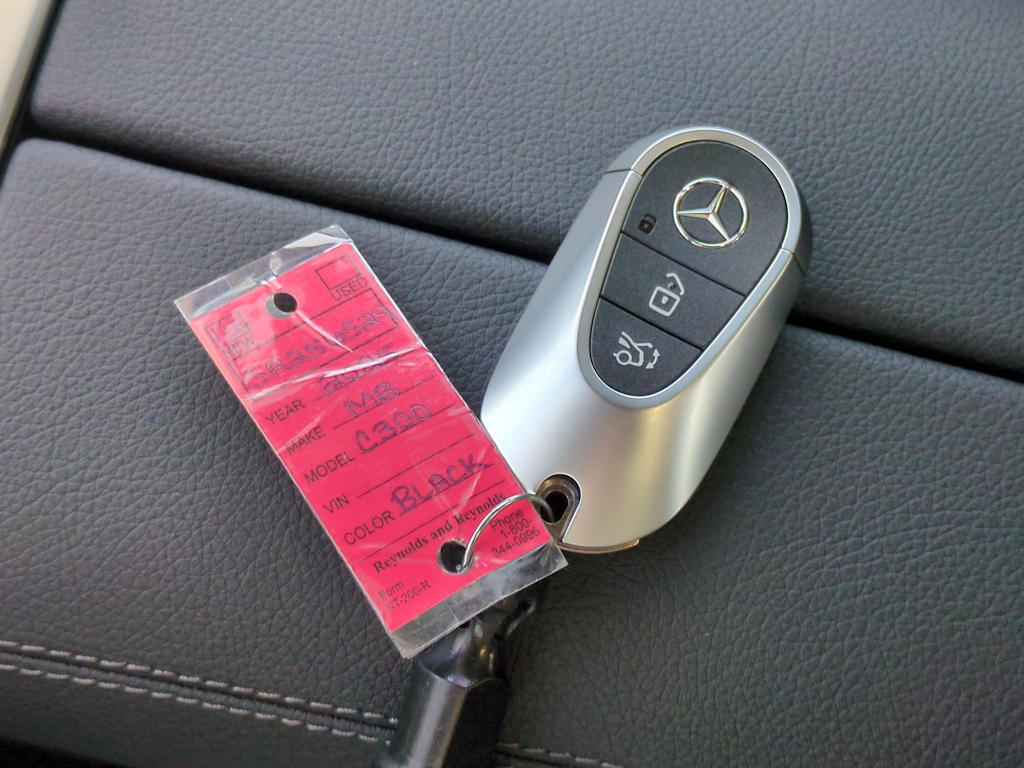 USED
NEW
YEAR
MAKE MB
MODEL C300
VIN
COLOR BLACK
Reynolds and Reynolds
Form
KT-200-R
Phone
1-800-
344-0996